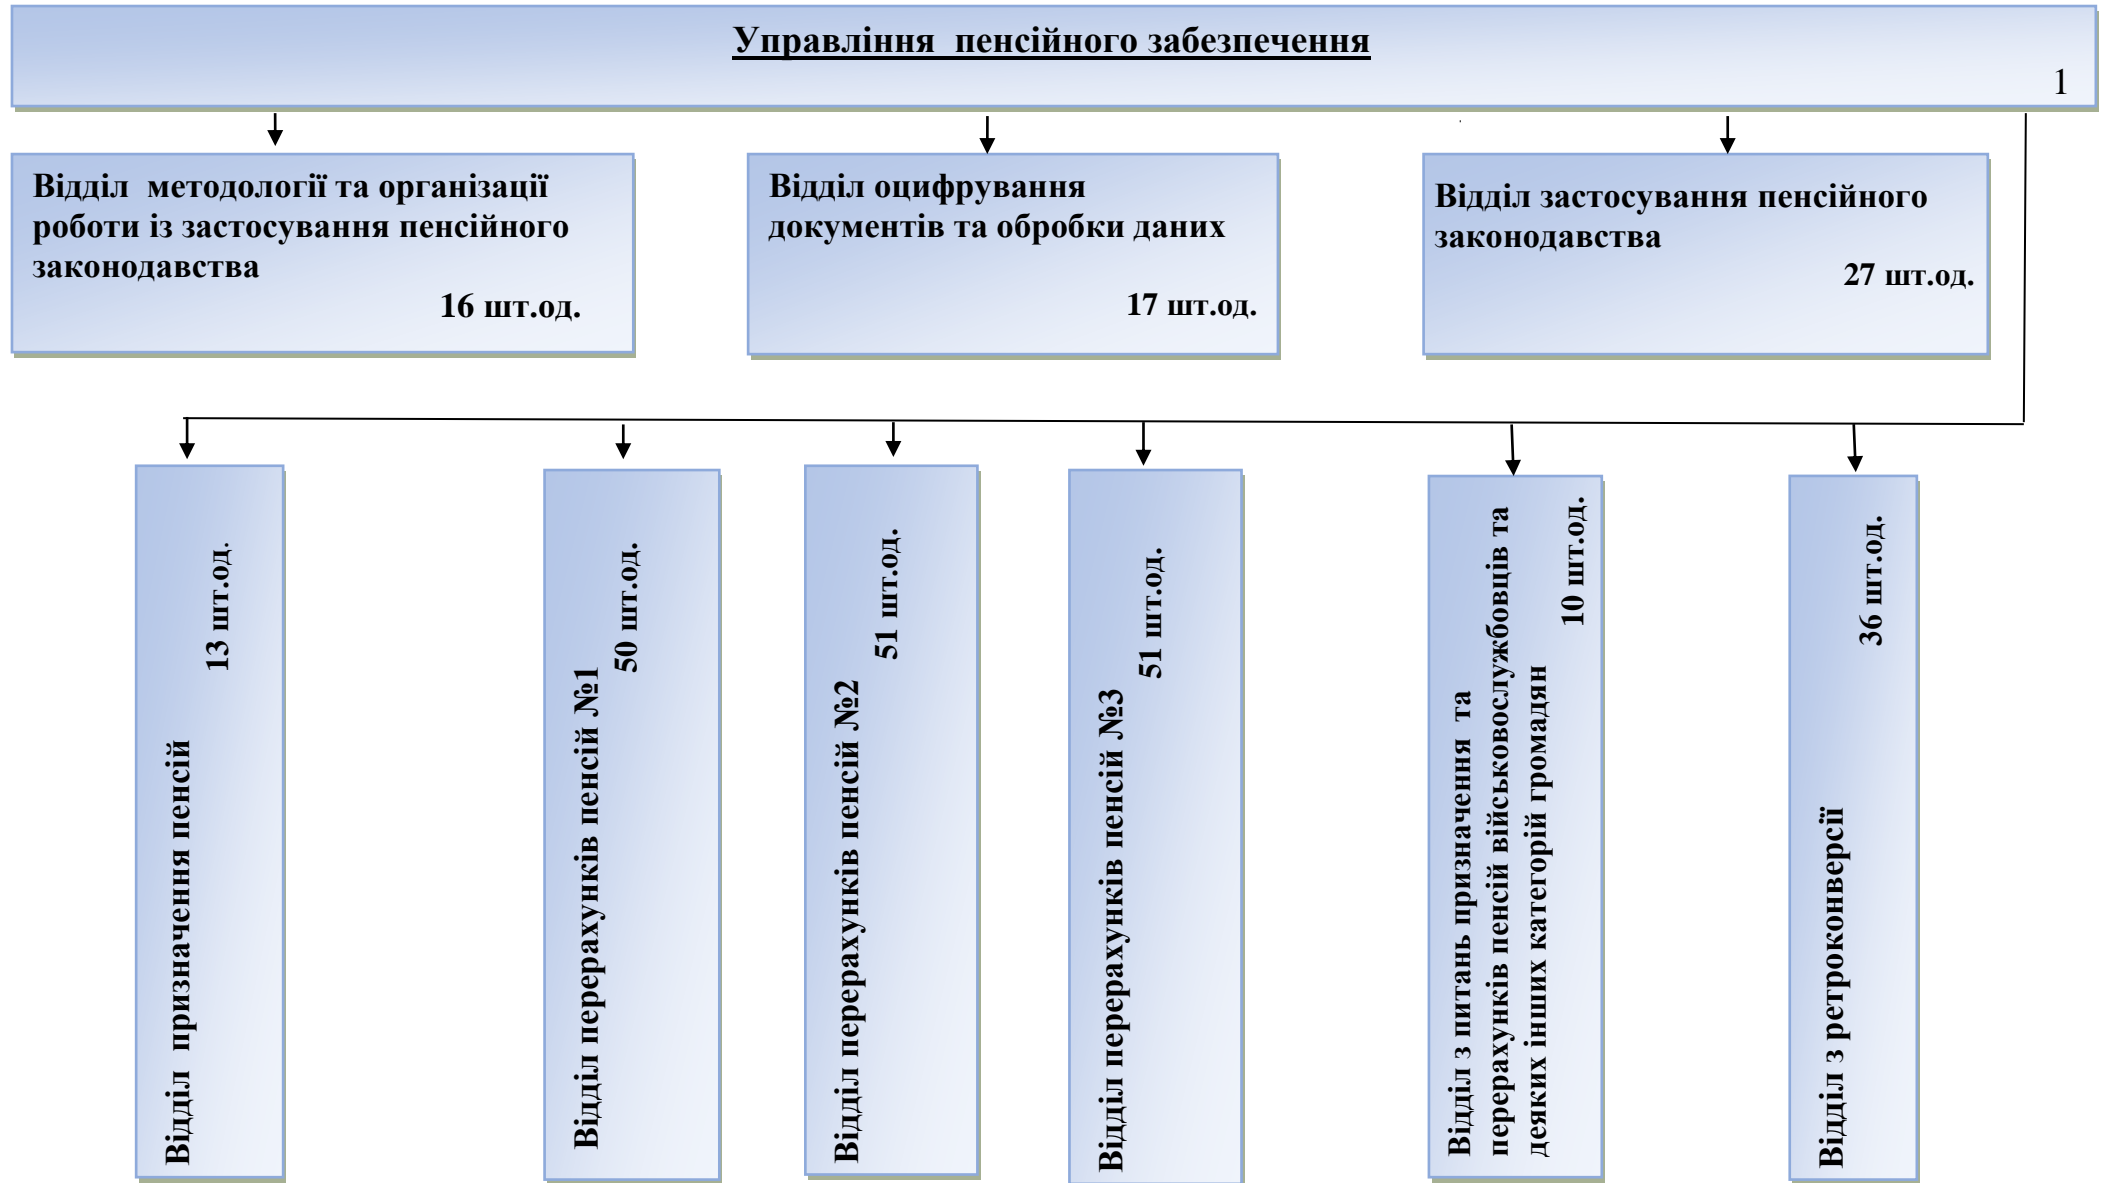 Управління  пенсійного забезпечення
1
Відділ  методології та організації
роботи із застосування пенсійного
законодавства
16 шт.од.
Відділ оцифрування
документів та обробки даних
17 шт.од.
Відділ застосування пенсійного
законодавства
27 шт.од.
Відділ  призначення пенсій
13 шт.од.
Відділ перерахунків пенсій №1
50 шт.од.
Відділ перерахунків пенсій №2
51 шт.од.
Відділ перерахунків пенсій №3
51 шт.од.
Відділ з питань призначення  та
перерахунків пенсій військовослужбовців та
деяких інших категорій громадян
10 шт.од.
Відділ з ретроконверсії
36 шт.од.